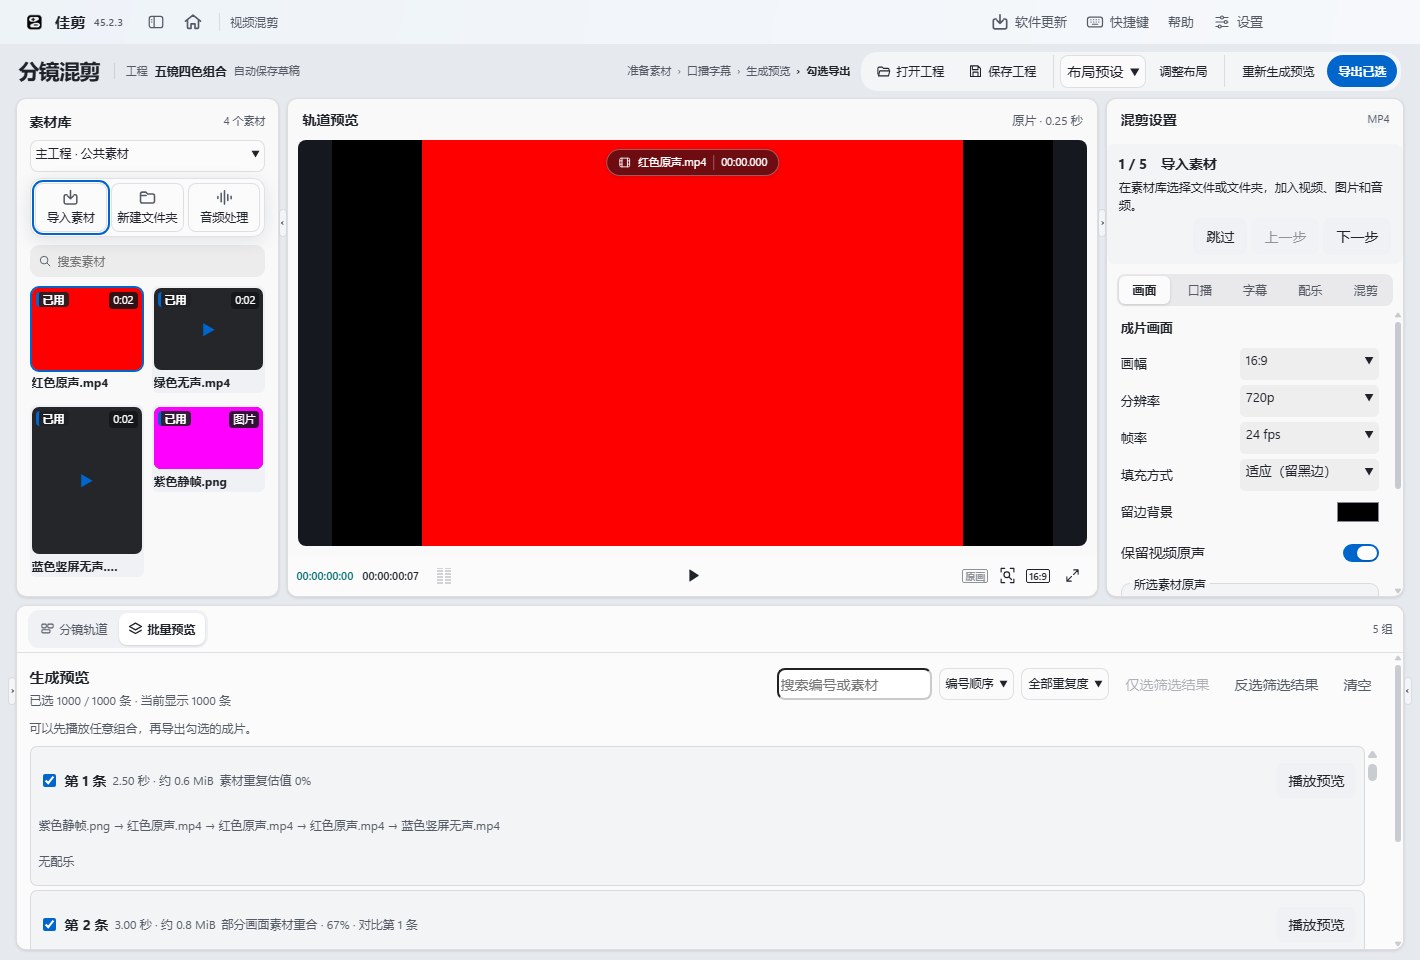 佳剪 45.2.3 视频混剪 软件更新 快捷键 帮助 设置
分镜混剪 工程 五镜四色组合 自动保存草稿 准备素材 › 口播字幕 › 生成预览 › 勾选导出 打开工程 保存工程 布局预设 ▼ 调整布局 重新生成预览 导出已选
素材库 4 个素材
主工程 · 公共素材 ▼
导入素材 新建文件夹 音频处理
搜索素材
已用 0:02
红色原声.mp4
已用 0:02
绿色无声.mp4
已用 0:02
蓝色竖屏无声....
已用 图片
紫色静帧.png
轨道预览 原片 · 0.25 秒
红色原声.mp4 00:00.000
00:00:00:00 00:00:00:07 原画 16:9
混剪设置 MP4
1 / 5 导入素材
在素材库选择文件或文件夹，加入视频、图片和音
频。
跳过 上一步 下一步
画面 口播 字幕 配乐 混剪
成片画面
画幅 16:9 ▼
分辨率 720p ▼
帧率 24 fps ▼
填充方式 适应（留黑边） ▼
留边背景
保留视频原声
所选素材原声
分镜轨道 批量预览 5 组
生成预览
已选 1000 / 1000 条 · 当前显示 1000 条
搜索编号或素材 编号顺序 ▼ 全部重复度 ▼ 仅选筛选结果 反选筛选结果 清空
可以先播放任意组合，再导出勾选的成片。
第 1 条 2.50 秒 · 约 0.6 MiB 素材重复估值 0% 播放预览
紫色静帧.png → 红色原声.mp4 → 红色原声.mp4 → 红色原声.mp4 → 蓝色竖屏无声.mp4
无配乐
第 2 条 3.00 秒 · 约 0.8 MiB 部分画面素材重合 · 67% · 对比第 1 条 播放预览